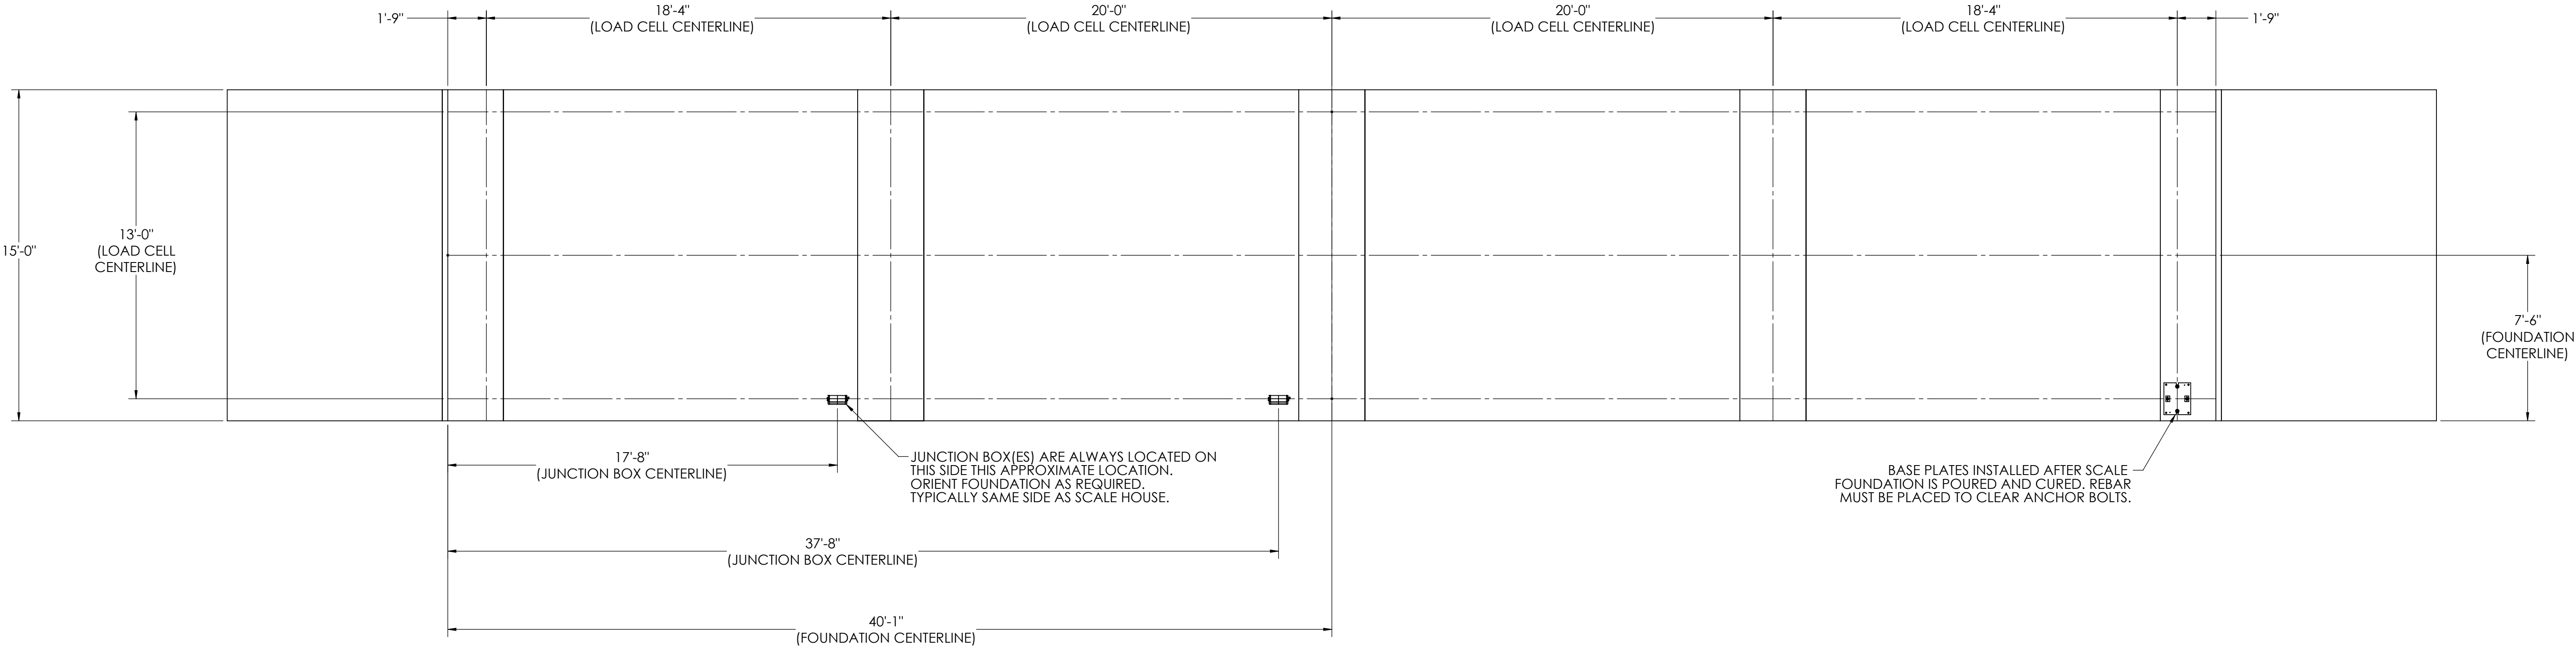 1'-9"
18'-4"
(LOAD CELL CENTERLINE)
20'-0"
(LOAD CELL CENTERLINE)
20'-0"
(LOAD CELL CENTERLINE)
18'-4"
(LOAD CELL CENTERLINE)
1'-9"
15'-0"
13'-0"
(LOAD CELL
CENTERLINE)
7'-6"
(FOUNDATION
CENTERLINE)
17'-8"
(JUNCTION BOX CENTERLINE)
JUNCTION BOX(ES) ARE ALWAYS LOCATED ON
THIS SIDE THIS APPROXIMATE LOCATION.
ORIENT FOUNDATION AS REQUIRED.
TYPICALLY SAME SIDE AS SCALE HOUSE.
BASE PLATES INSTALLED AFTER SCALE
FOUNDATION IS POURED AND CURED. REBAR
MUST BE PLACED TO CLEAR ANCHOR BOLTS.
37'-8"
(JUNCTION BOX CENTERLINE)
40'-1"
(FOUNDATION CENTERLINE)